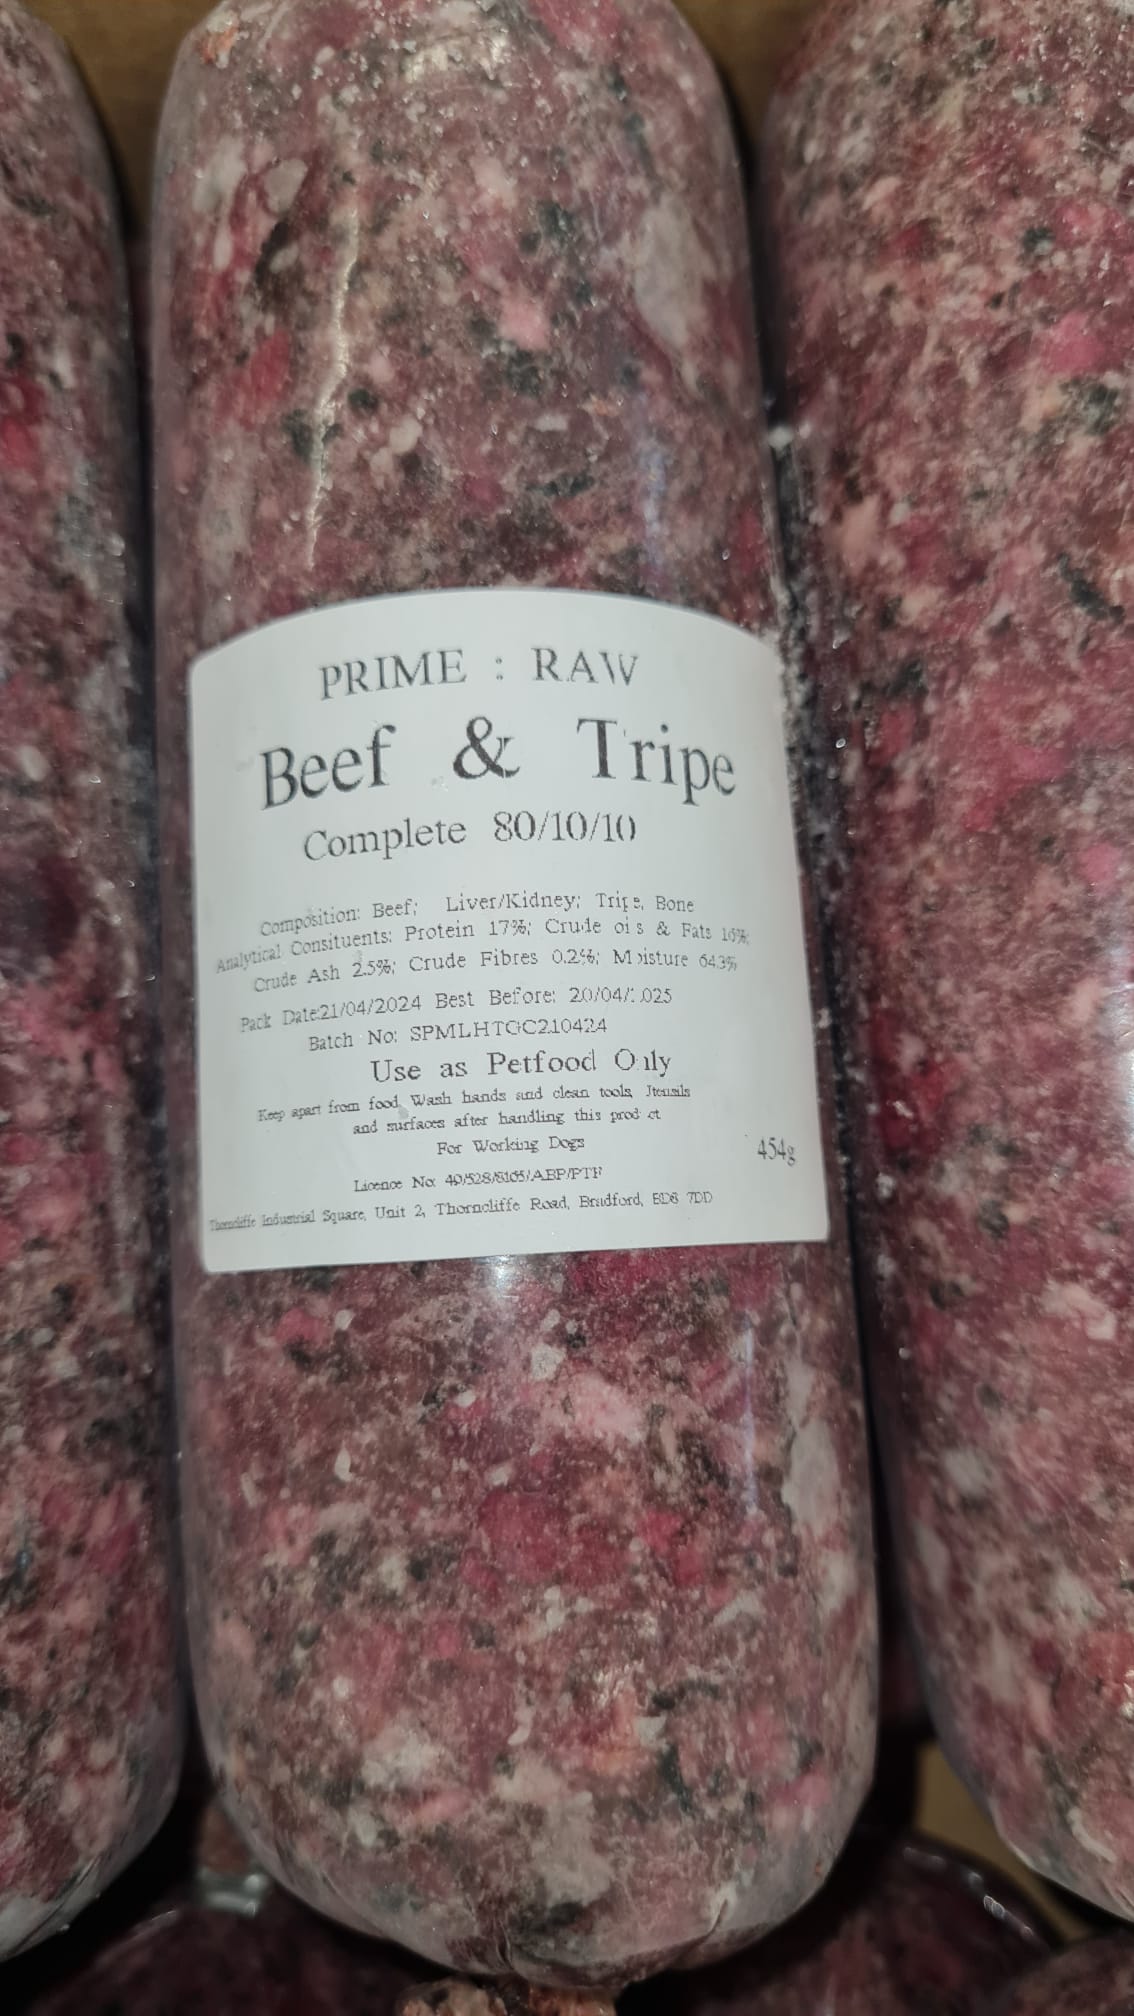 PRIME : RAW
Beef & Tripe
Complete 80/10/10
Composition: Beef; Liver/Kidney; Tripe, Bone
Analytical Consituents: Protein 17%; Crude oils & Fats 16%;
Crude Ash 2.5%; Crude Fibres 0.2%; Moisture 64.3%
Pack Date:21/04/2024 Best Before: 20/04/2025
Batch No: SPMLHTGC210424
Use as Petfood Only
Keep apart from food, Wash hands and clean tools, Utensils
and surfaces after handling this product
For Working Dogs
454g
Licence No: 40/528/8105/ABP/PTF
Thorncliffe Industrial Square, Unit 2, Thorncliffe Road, Bradford, BD8 7DD